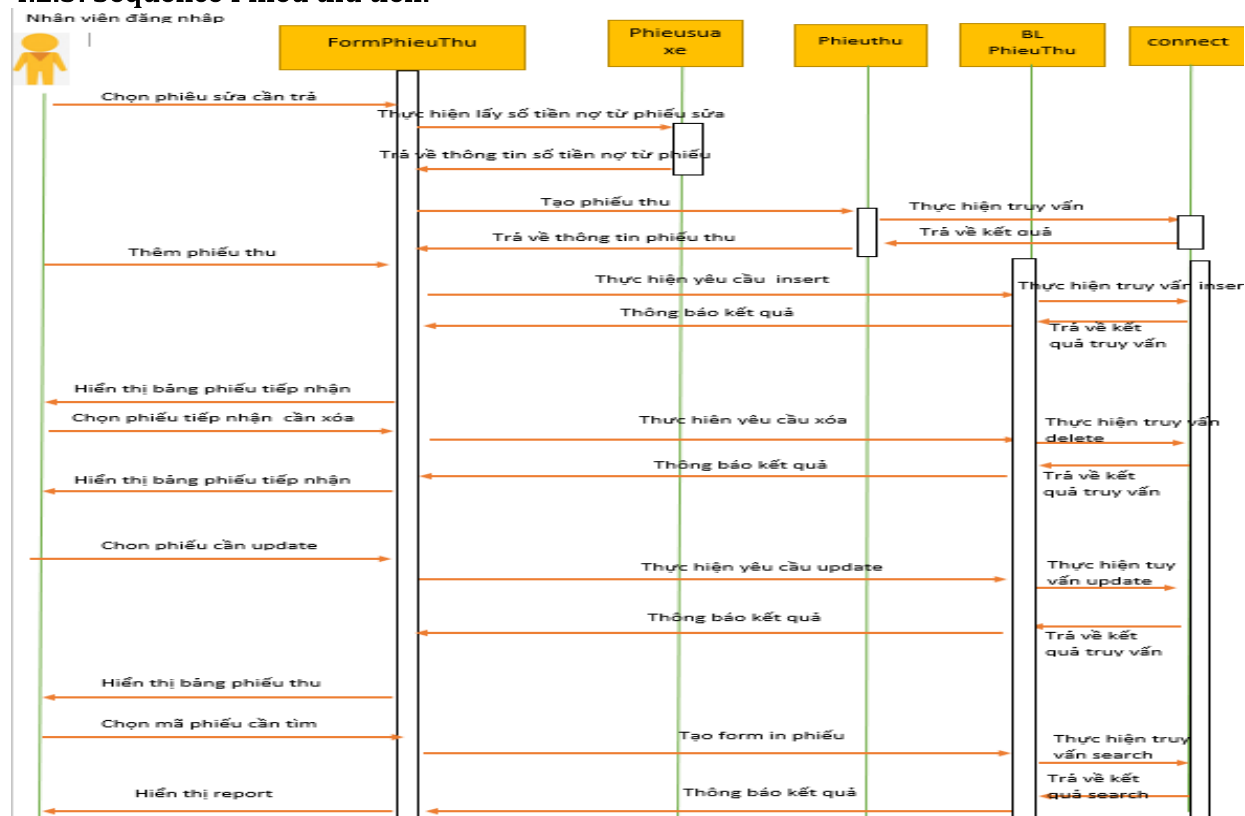 Nhân viên đăng nhập
FormPhieuThu
Phieusua
xe
Phieuthu
BL
PhieuThu
connect
Chọn phiêu sửa cần trả
Thực hiện lấy số tiền nợ từ phiếu sửa
Trả về thông tin số tiền nợ từ phiếu
Tạo phiếu thu
Thực hiện truy vấn
Trả về thông tin phiếu thu
Trả về kết quả
Thêm phiếu thu
Thực hiện yêu cầu insert
Thực hiện truy vấn inser
Thông báo kết quả
Trả về kết
quả truy vấn
Hiển thị bảng phiếu tiếp nhận
Chọn phiếu tiếp nhận cần xóa
Thưc hiên yêu cầu xóa
Thực hiện truy vấn
delete
Thông báo kết quả
Trả về kết
quả truy vấn
Hiển thị bảng phiếu tiếp nhận
Chon phiếu cần update
Thực hiện yêu cầu update
Thực hiện tuy
vấn update
Thông báo kết quả
Trả về kết
quả truy vấn
Hiển thị bảng phiếu thu
Chọn mã phiếu cần tìm
Tạo form in phiếu
Thực hiện truy
vấn search
Trả về kết
quả search
Hiển thị report
Thông báo kết quả